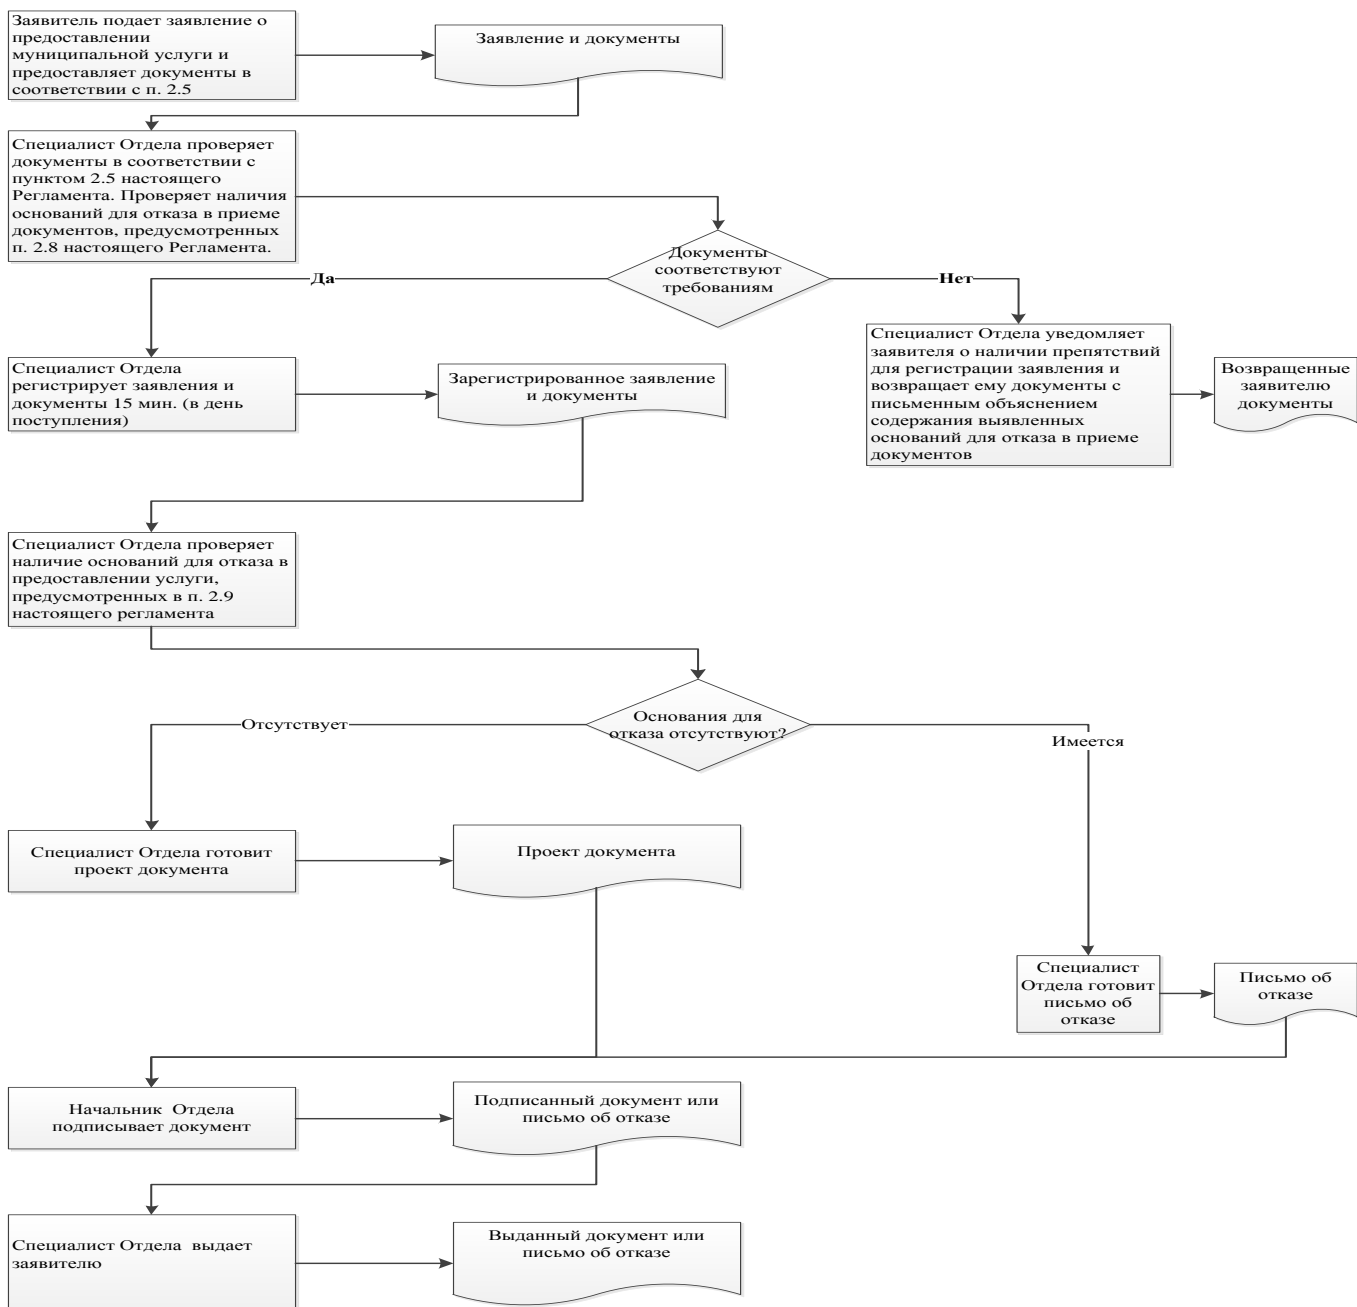 Заявитель подает заявление о
предоставлении
муниципальной услуги и
предоставляет документы в
соответствии с п. 2.5
Заявление и документы
Специалист Отдела проверяет
документы в соответствии с
пунктом 2.5 настоящего
Регламента. Проверяет наличия
оснований для отказа в приеме
документов, предусмотренных
п. 2.8 настоящего Регламента.
Документы
соответствуют
требованиям
Да
Нет
Специалист Отдела
регистрирует заявления и
документы 15 мин. (в день
поступления)
Зарегистрированное заявление
и документы
Специалист Отдела уведомляет
заявителя о наличии препятствий
для регистрации заявления и
возвращает ему документы с
письменным объяснением
содержания выявленных
оснований для отказа в приеме
документов
Возвращенные
заявителю
документы
Специалист Отдела проверяет
наличие оснований для отказа в
предоставлении услуги,
предусмотренных в п. 2.9
настоящего регламента
Основания для
отказа отсутствуют?
Отсутствует
Имеется
Специалист Отдела готовит
проект документа
Проект документа
Специалист
Отдела готовит
письмо об
отказе
Письмо об
отказе
Начальник  Отдела
подписывает документ
Подписанный документ или
письмо об отказе
Специалист Отдела  выдает
заявителю
Выданный документ или
письмо об отказе